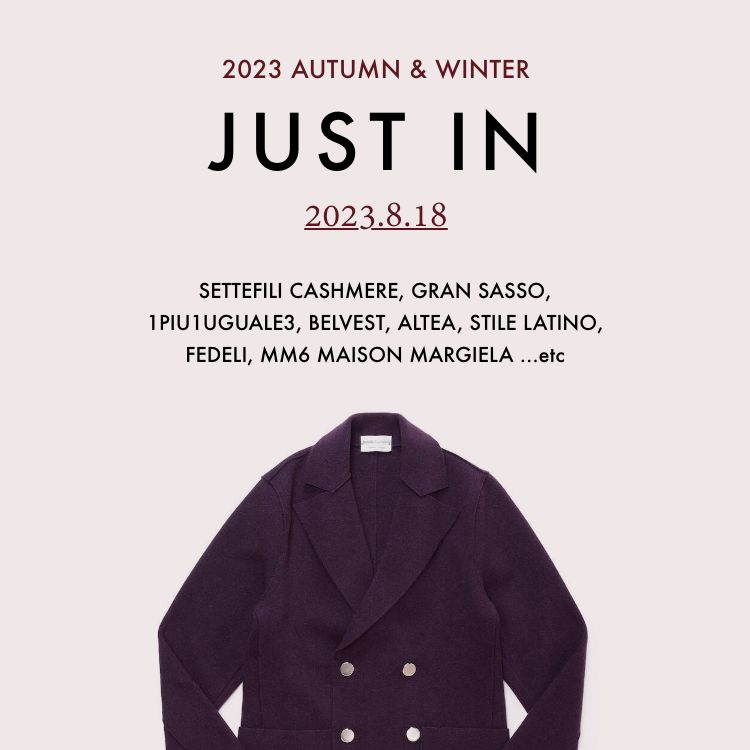 2023 AUTUMN & WINTER
JUST IN
2023.8.18
SETTEFILI CASHMERE, GRAN SASSO,
1PIU1UGUALE3, BELVEST, ALTEA, STILE LATINO,
FEDELI, MM6 MAISON MARGIELA ...etc